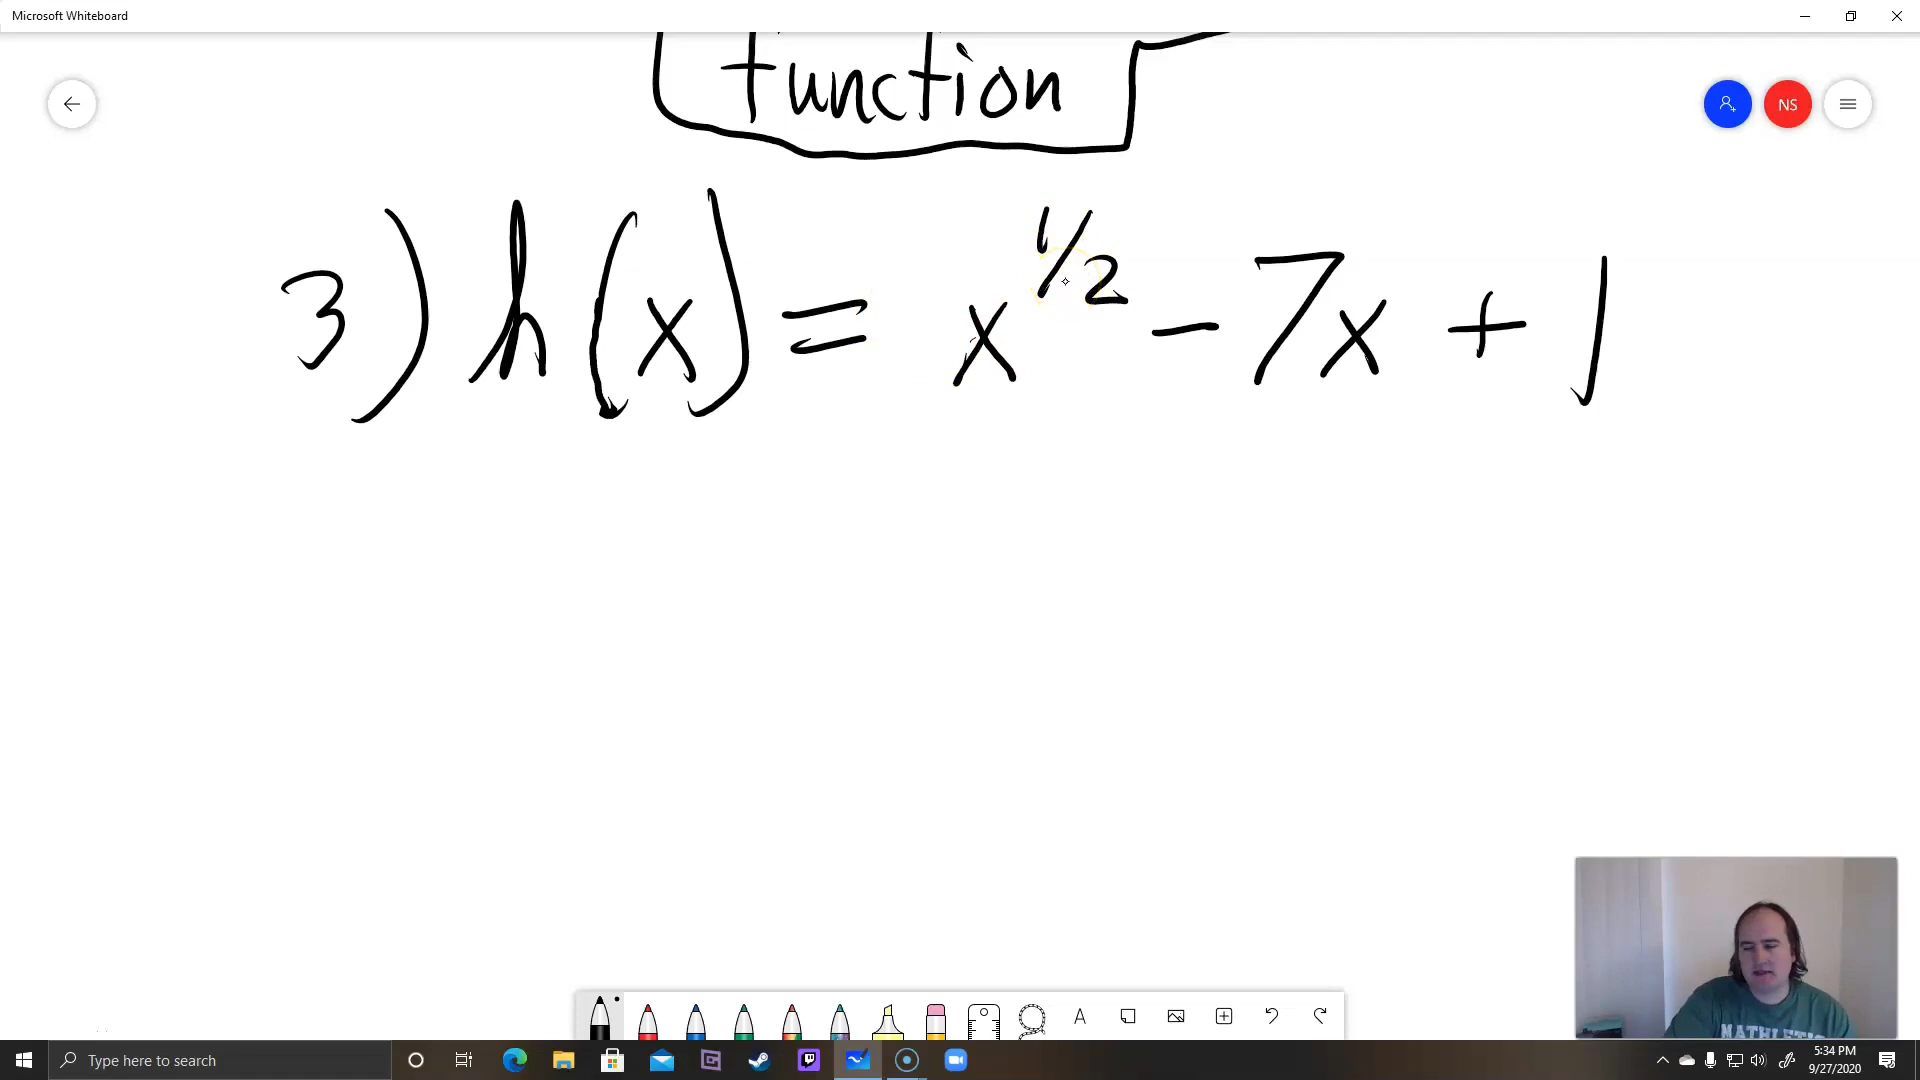 Microsoft Whiteboard
function
NS
3) h(x) = x^1/2 - 7x + 1
MATHLETI
A
Type here to search
5:34 PM
9/27/2020